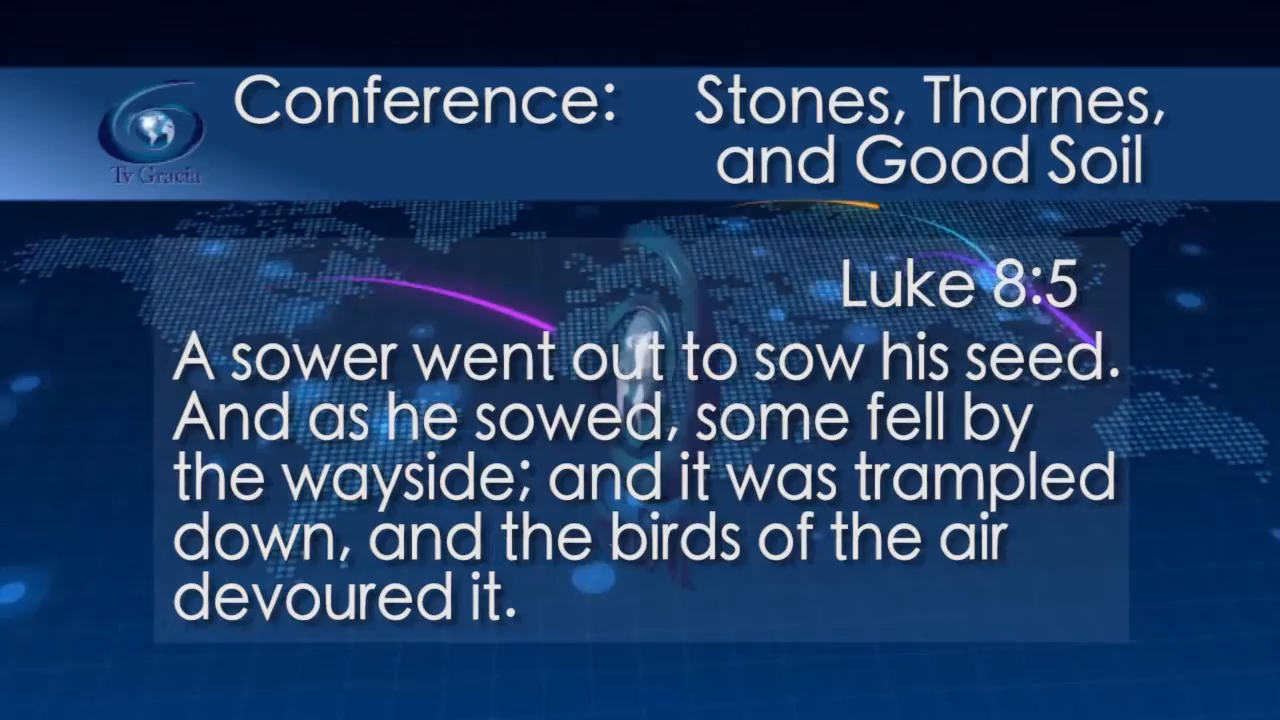 Conference: Stones, Thornes,
and Good Soil
Tv Gracia
Luke 8:5
A sower went out to sow his seed.
And as he sowed, some fell by
the wayside; and it was trampled
down, and the birds of the air
devoured it.